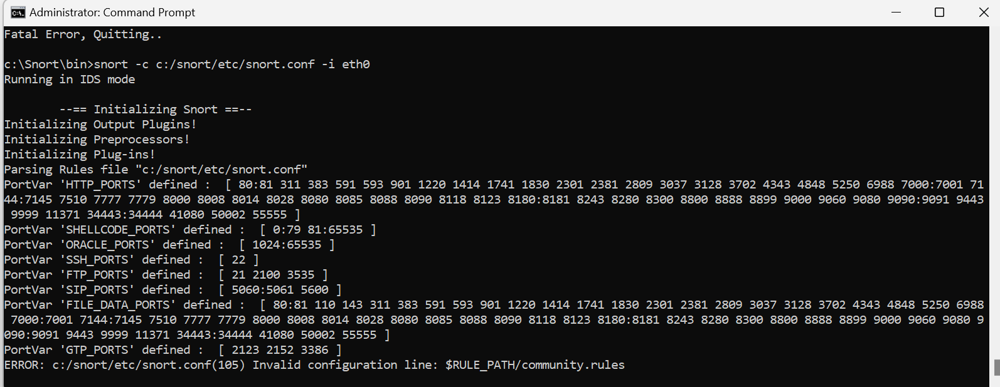 Administrator: Command Prompt
Fatal Error, Quitting..
c:\Snort\bin>snort -c c:/snort/etc/snort.conf -i eth0
Running in IDS mode
--== Initializing Snort ==--
Initializing Output Plugins!
Initializing Preprocessors!
Initializing Plug-ins!
Parsing Rules file "c:/snort/etc/snort.conf"
PortVar 'HTTP_PORTS' defined :  [ 80:81 311 383 591 593 901 1220 1414 1741 1830 2301 2381 2809 3037 3128 3702 4343 4848 5250 6988 7000:7001 71
44:7145 7510 7777 7779 8000 8008 8014 8028 8080 8085 8088 8090 8118 8123 8180:8181 8243 8280 8300 8800 8888 8899 9000 9060 9080 9090:9091 9443
9999 11371 34443:34444 41080 50002 55555 ]
PortVar 'SHELLCODE_PORTS' defined :  [ 0:79 81:65535 ]
PortVar 'ORACLE_PORTS' defined :  [ 1024:65535 ]
PortVar 'SSH_PORTS' defined :  [ 22 ]
PortVar 'FTP_PORTS' defined :  [ 21 2100 3535 ]
PortVar 'SIP_PORTS' defined :  [ 5060:5061 5600 ]
PortVar 'FILE_DATA_PORTS' defined :  [ 80:81 110 143 311 383 591 593 901 1220 1414 1741 1830 2301 2381 2809 3037 3128 3702 4343 4848 5250 6988
7000:7001 7144:7145 7510 7777 7779 8000 8008 8014 8028 8080 8085 8088 8090 8118 8123 8180:8181 8243 8280 8300 8800 8888 8899 9000 9060 9080 9
090:9091 9443 9999 11371 34443:34444 41080 50002 55555 ]
PortVar 'GTP_PORTS' defined :  [ 2123 2152 3386 ]
ERROR: c:/snort/etc/snort.conf(105) Invalid configuration line: $RULE_PATH/community.rules